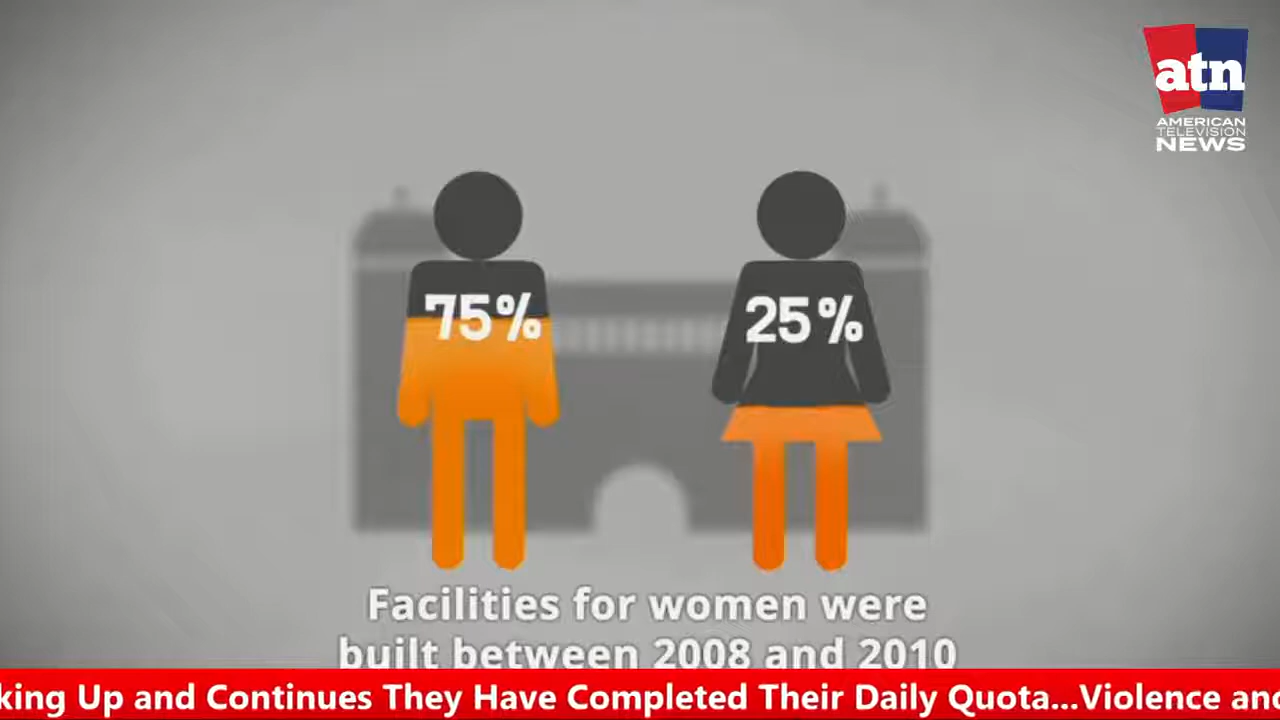 atn
AMERICAN
TELEVISION
NEWS
75%
25%
Facilities for women were
built between 2008 and 2010
king Up and Continues They Have Completed Their Daily Quota...Violence and